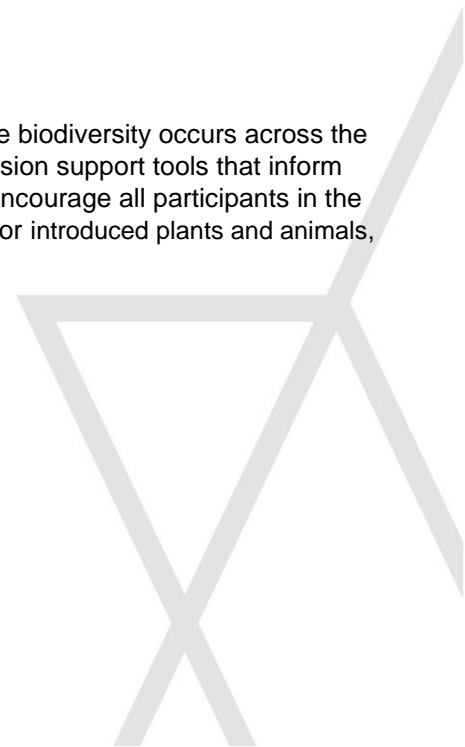 e biodiversity occurs across the
sion support tools that inform
ncourage all participants in the
or introduced plants and animals,